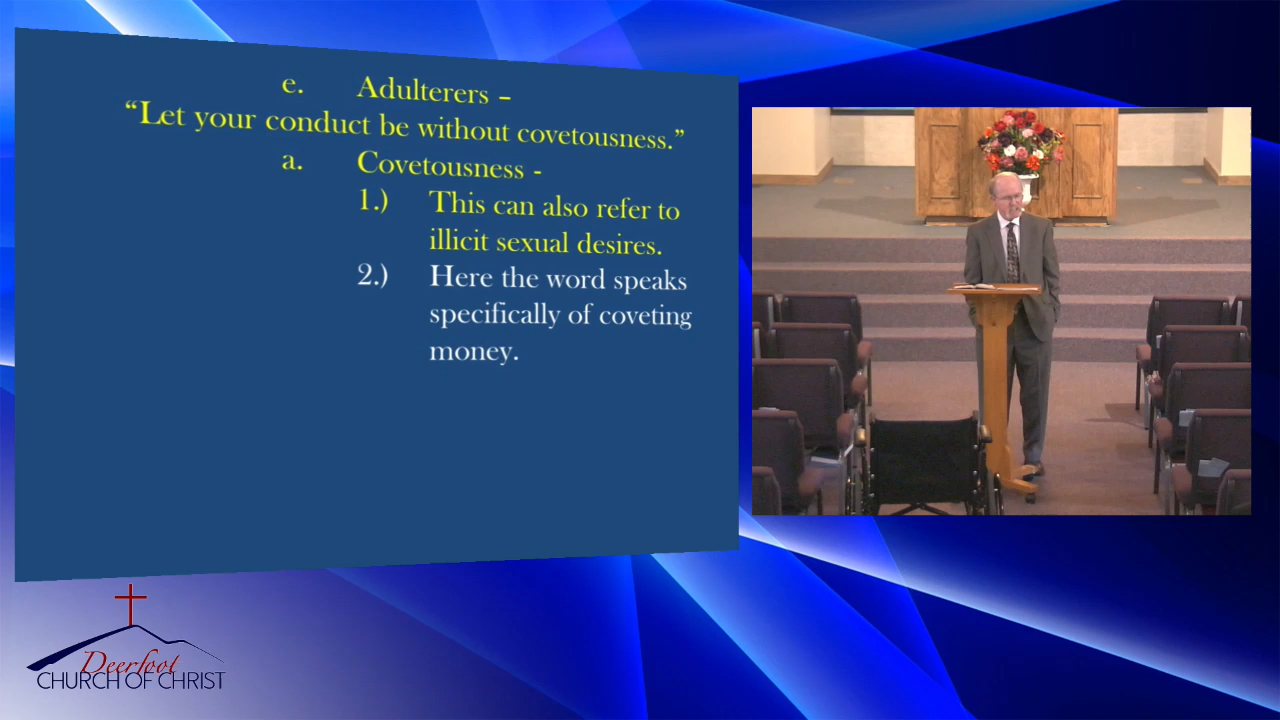 e. Adulterers –
“Let your conduct be without covetousness.”
a. Covetousness -
1.) This can also refer to
illicit sexual desires.
2.) Here the word speaks
specifically of coveting
money.
Deerfoot
CHURCH OF CHRIST